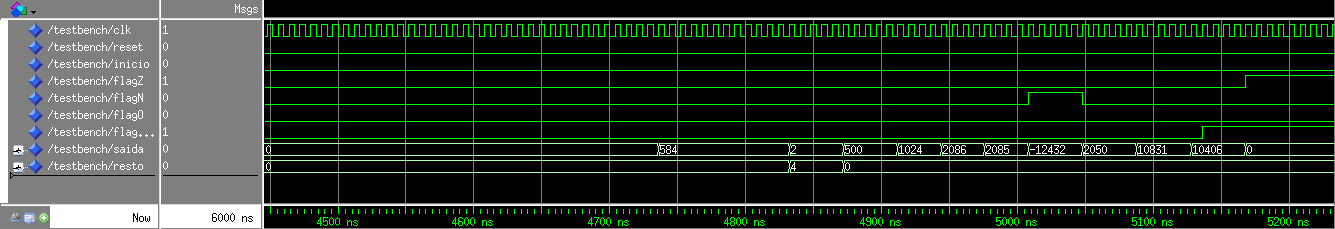 Msgs
/testbench/clk 1
/testbench/reset 0
/testbench/inicio 0
/testbench/flagZ 1
/testbench/flagN 0
/testbench/flagO 0
/testbench/flag... 1
/testbench/saida 0 0 584 2 500 1024 2086 2085 -12432 2050 10831 10406 0
/testbench/resto 0 0 4 0
Now 6000 ns 4500 ns 4600 ns 4700 ns 4800 ns 4900 ns 5000 ns 5100 ns 5200 ns